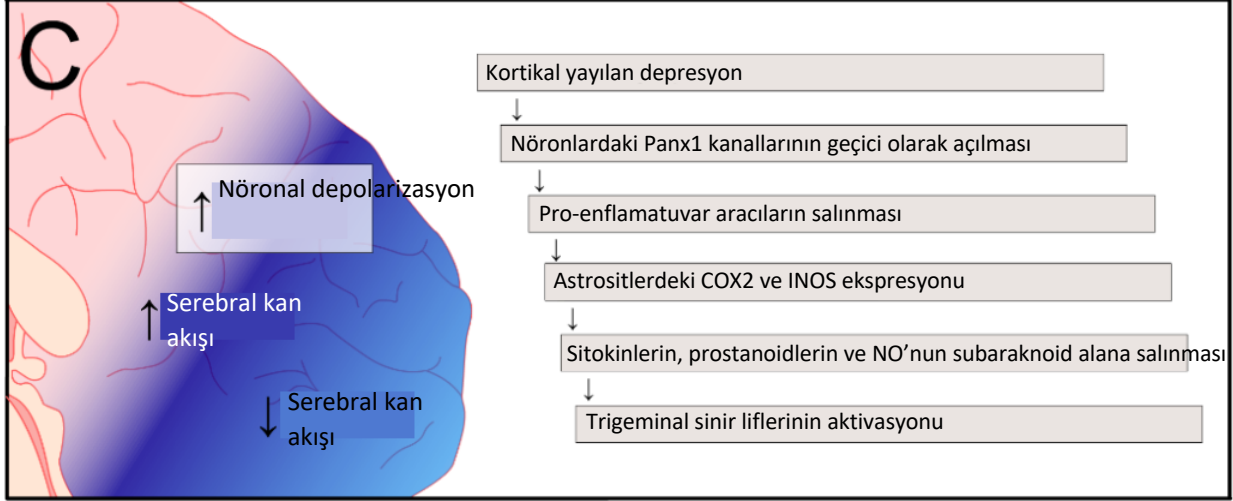 C
Nöronal depolarizasyon
Serebral kan
akışı
Serebral kan
akışı
Kortikal yayılan depresyon
Nöronlardaki Panx1 kanallarının geçici olarak açılması
Pro-enflamatuvar aracıların salınması
Astrositlerdeki COX2 ve INOS ekspresyonu
Sitokinlerin, prostanoidlerin ve NO’nun subaraknoid alana salınması
Trigeminal sinir liflerinin aktivasyonu